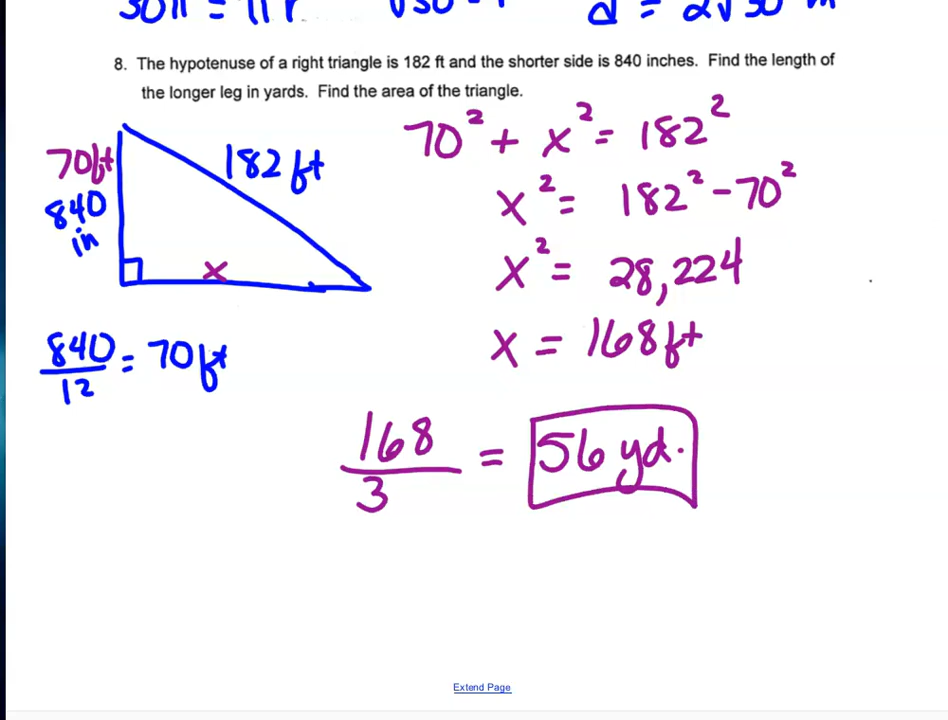 d = 2√30 m
8. The hypotenuse of a right triangle is 182 ft and the shorter side is 840 inches. Find the length of
the longer leg in yards. Find the area of the triangle.
70ft
840
in
182 ft
x
840/12 = 70 ft
70² + x² = 182²
x² = 182² - 70²
x² = 28,224
x = 168 ft
168/3 = 56 yd.
Extend Page